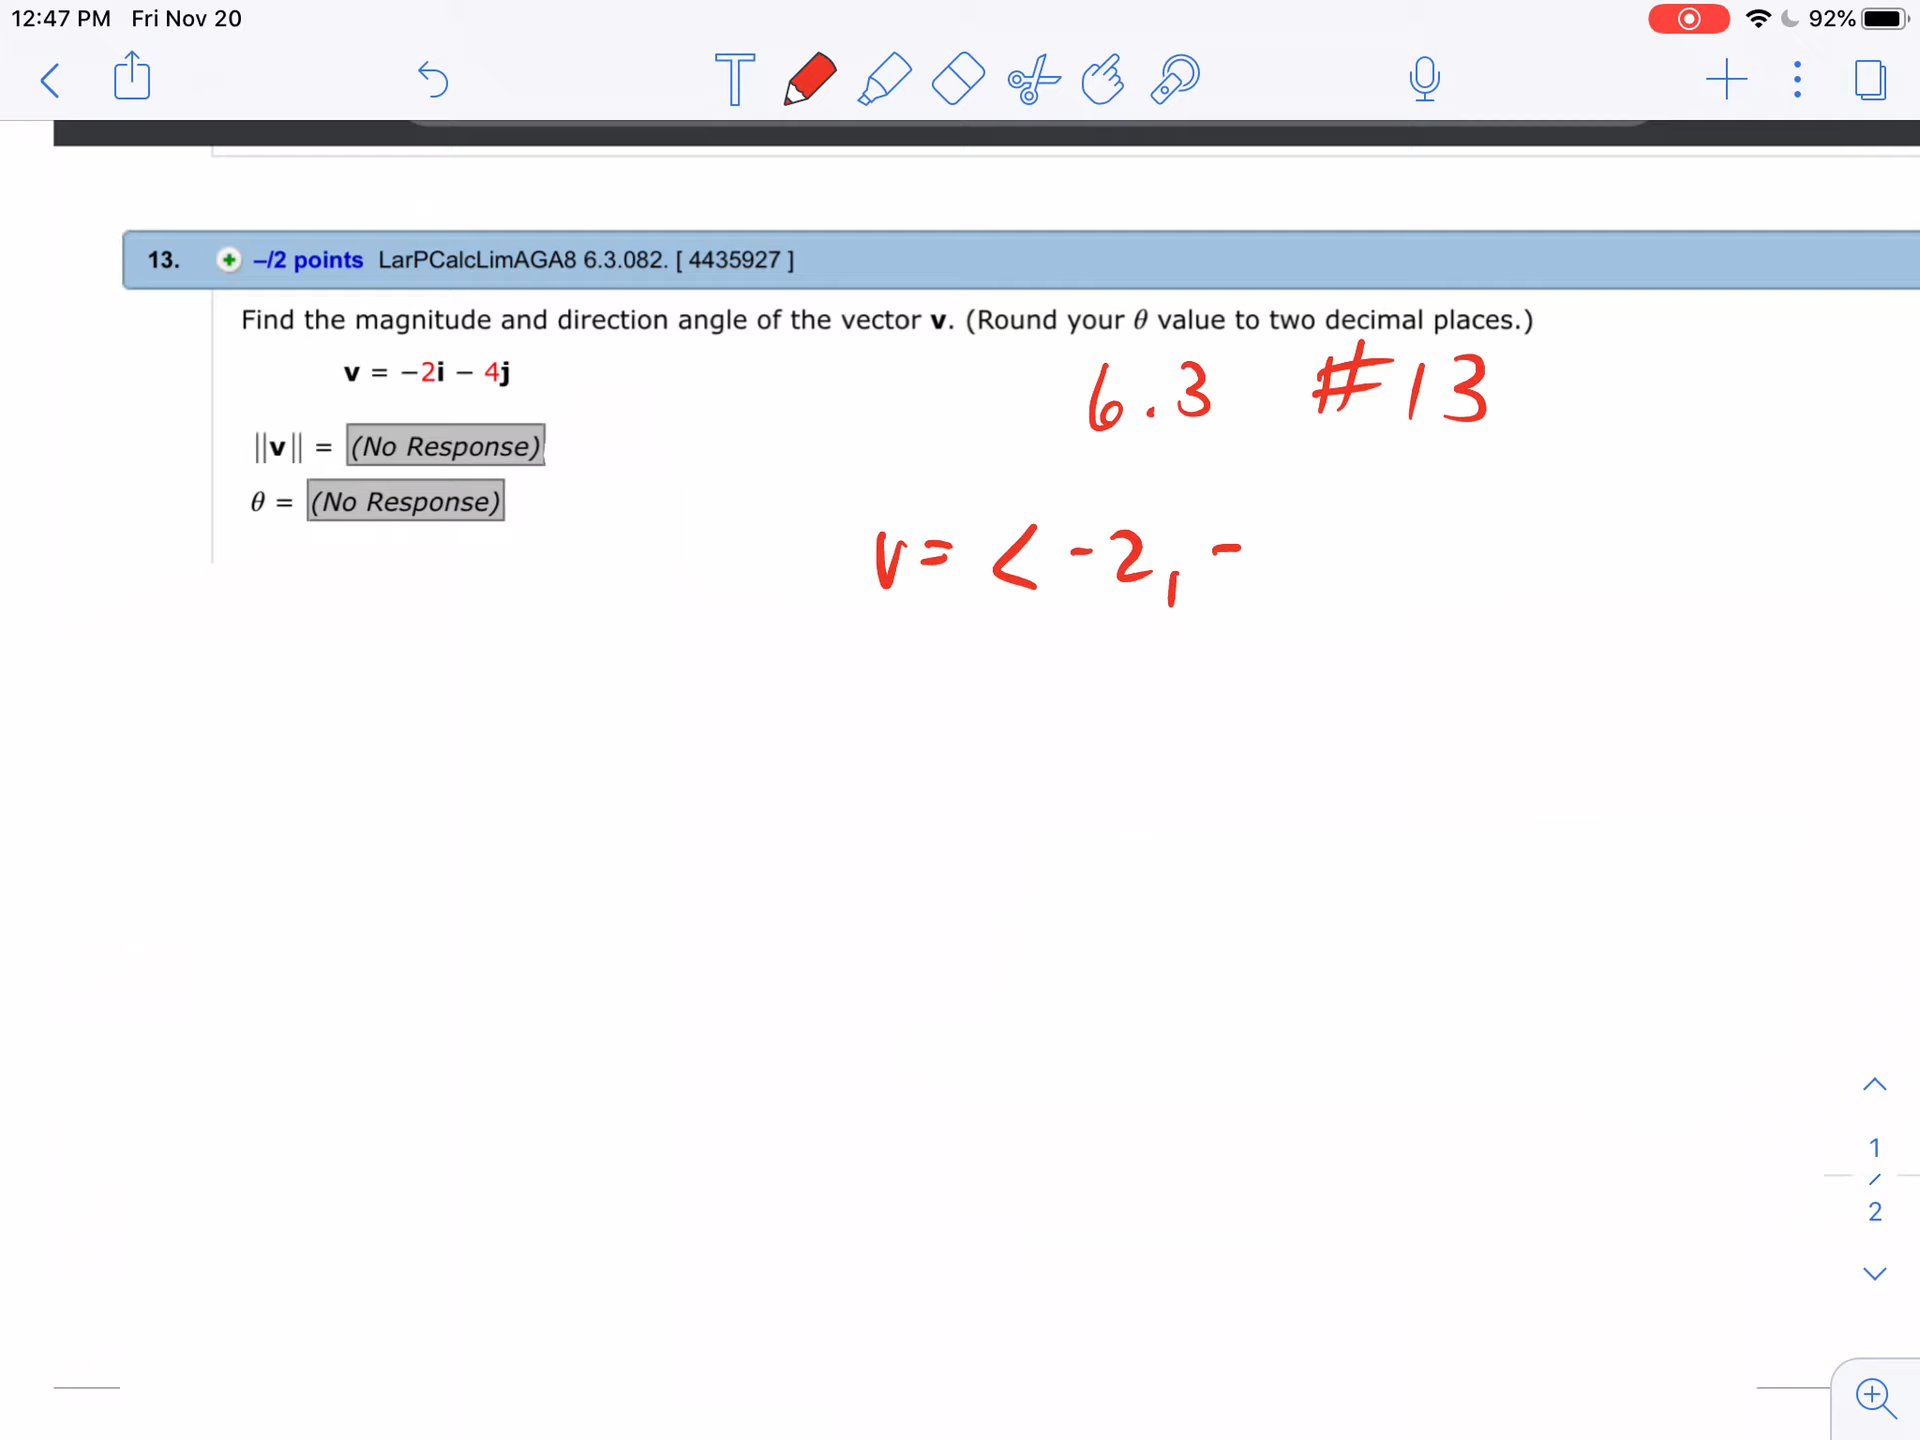 12:47 PM Fri Nov 20
92%
13. –/2 points LarPCalcLimAGA8 6.3.082. [ 4435927 ]
Find the magnitude and direction angle of the vector v. (Round your θ value to two decimal places.)
v = −2i − 4j
6.3 #13
||v|| = (No Response)
θ = (No Response)
v = < -2, -
1
/
2